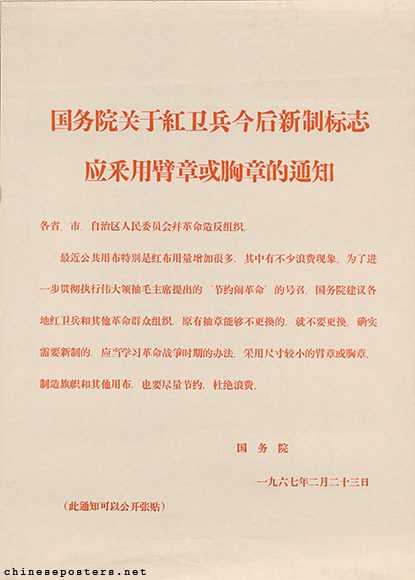 国务院关于紅卫兵今后新制标志
应采用臂章或胸章的通知
各省、市、自治区人民委员会幷革命造反组织、
最近公共用布特別是红布用量增加很多，其中有不少浪费现象，为了进
一步贯彻执行伟大领袖毛主席提出的“节约闹革命”的号召，国务院建议各
地红卫兵和其他革命群众组织，原有袖章能够不更换的，就不要更换，确实
需要新制的，应当学习革命战爭时期的办法，采用尺寸较小的臂章或胸章。
制造旗帜和其他用布，也要尽量节约，杜绝浪费。
国务院
一九六七年二月二十三日
（此通知可以公开张贴）
chineseposters.net